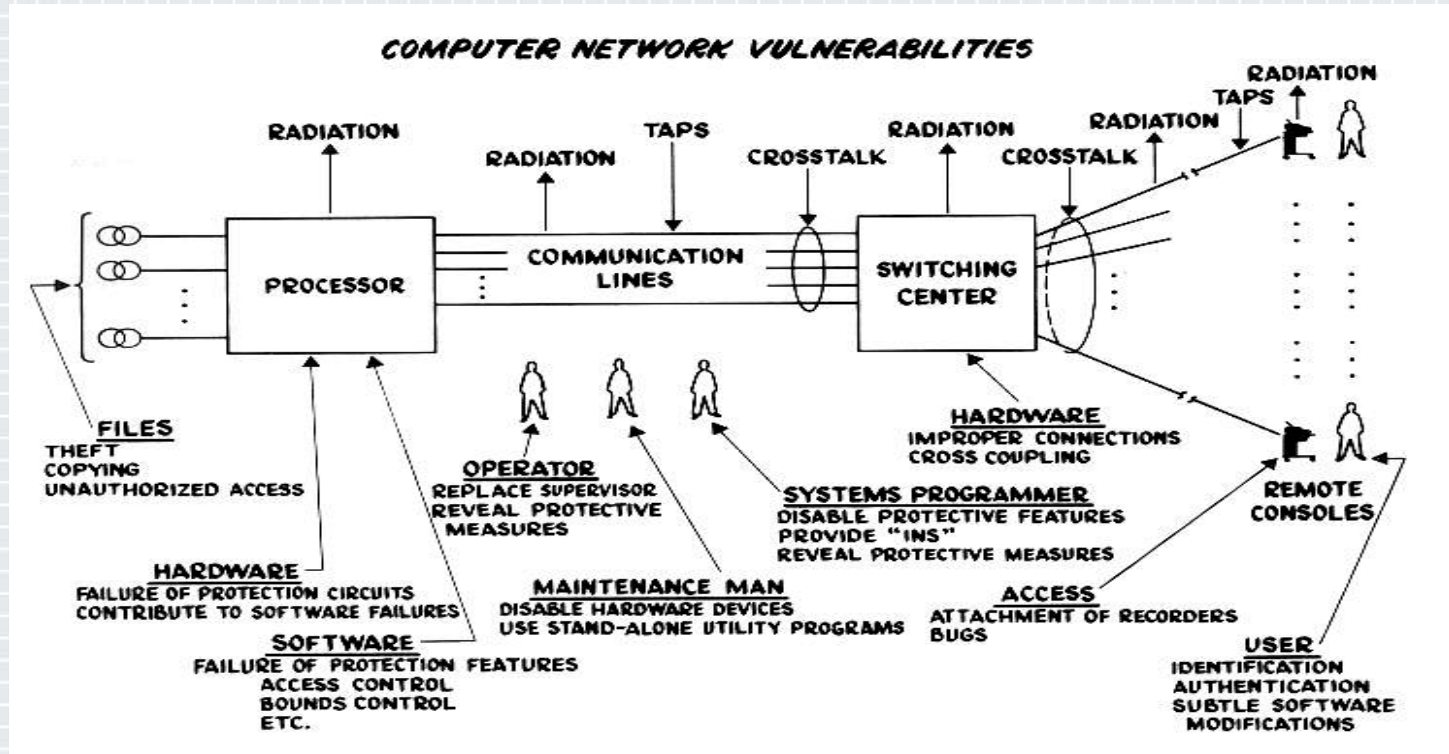 COMPUTER NETWORK VULNERABILITIES
RADIATION
RADIATION
TAPS
CROSSTALK
RADIATION
CROSSTALK
RADIATION
TAPS
RADIATION
PROCESSOR
COMMUNICATION
LINES
SWITCHING
CENTER
FILES
THEFT
COPYING
UNAUTHORIZED ACCESS
HARDWARE
FAILURE OF PROTECTION CIRCUITS
CONTRIBUTE TO SOFTWARE FAILURES
SOFTWARE
FAILURE OF PROTECTION FEATURES
ACCESS CONTROL
BOUNDS CONTROL
ETC.
OPERATOR
REPLACE SUPERVISOR
REVEAL PROTECTIVE
MEASURES
MAINTENANCE MAN
DISABLE HARDWARE DEVICES
USE STAND-ALONE UTILITY PROGRAMS
SYSTEMS PROGRAMMER
DISABLE PROTECTIVE FEATURES
PROVIDE "INS"
REVEAL PROTECTIVE MEASURES
HARDWARE
IMPROPER CONNECTIONS
CROSS COUPLING
ACCESS
ATTACHMENT OF RECORDERS
BUGS
REMOTE
CONSOLES
USER
IDENTIFICATION
AUTHENTICATION
SUBTLE SOFTWARE
MODIFICATIONS